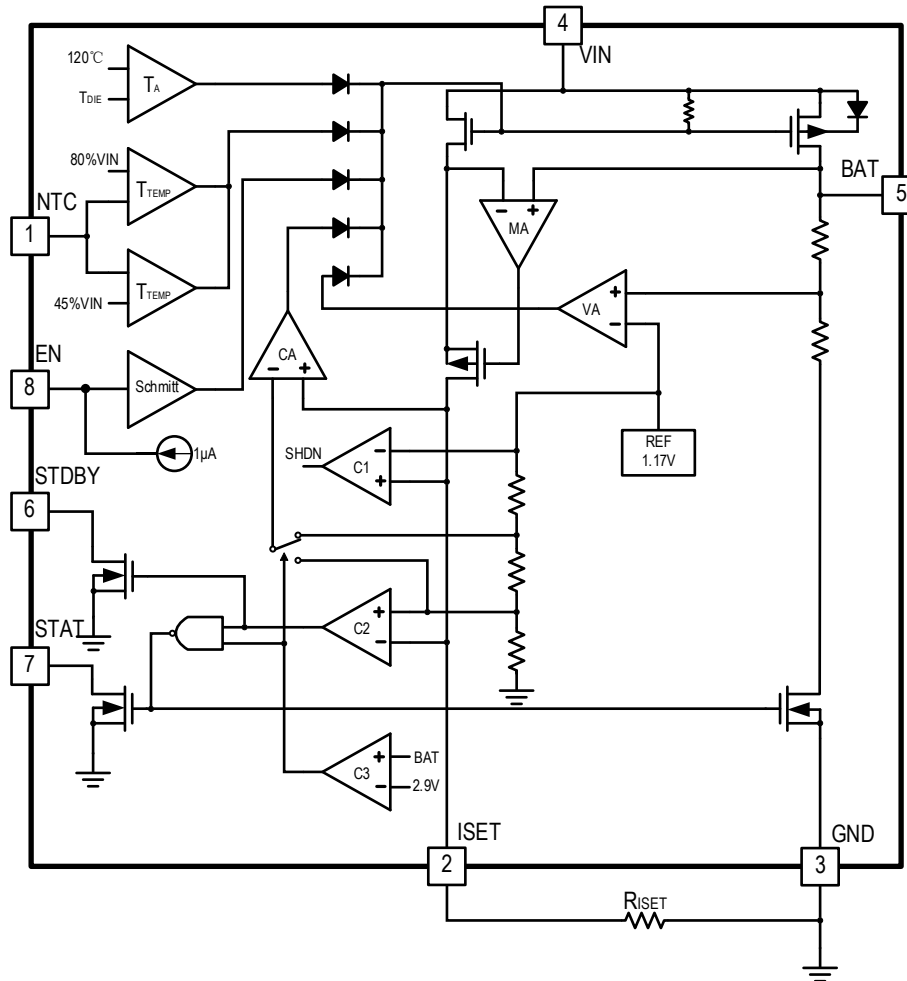 4
VIN
120℃
TDIE
TA
80%VIN
TTEMP
NTC
1
TTEMP
45%VIN
BAT
5
- +
MA
+
VA
-
EN
8
Schmitt
1μA
CA
- +
SHDN
C1
-
+
REF
1.17V
STDBY
6
STAT
7
C2
+
-
C3
+
-
BAT
2.9V
ISET
2
GND
3
RISET